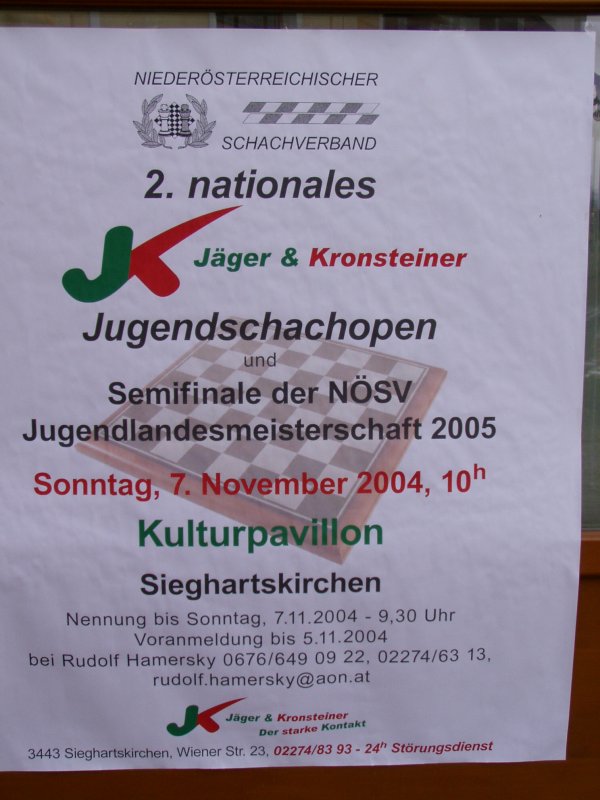 NIEDERÖSTERREICHISCHER
SCHACHVERBAND
2. nationales
JK Jäger & Kronsteiner
Jugendschachopen
und
Semifinale der NÖSV
Jugendlandesmeisterschaft 2005
Sonntag, 7. November 2004, 10h
Kulturpavillon
Sieghartskirchen
Nennung bis Sonntag, 7.11.2004 - 9,30 Uhr
Voranmeldung bis 5.11.2004
bei Rudolf Hamersky 0676/649 09 22, 02274/63 13,
rudolf.hamersky@aon.at
JK Jäger & Kronsteiner
Der starke Kontakt
3443 Sieghartskirchen, Wiener Str. 23, 02274/83 93 - 24h Störungsdienst